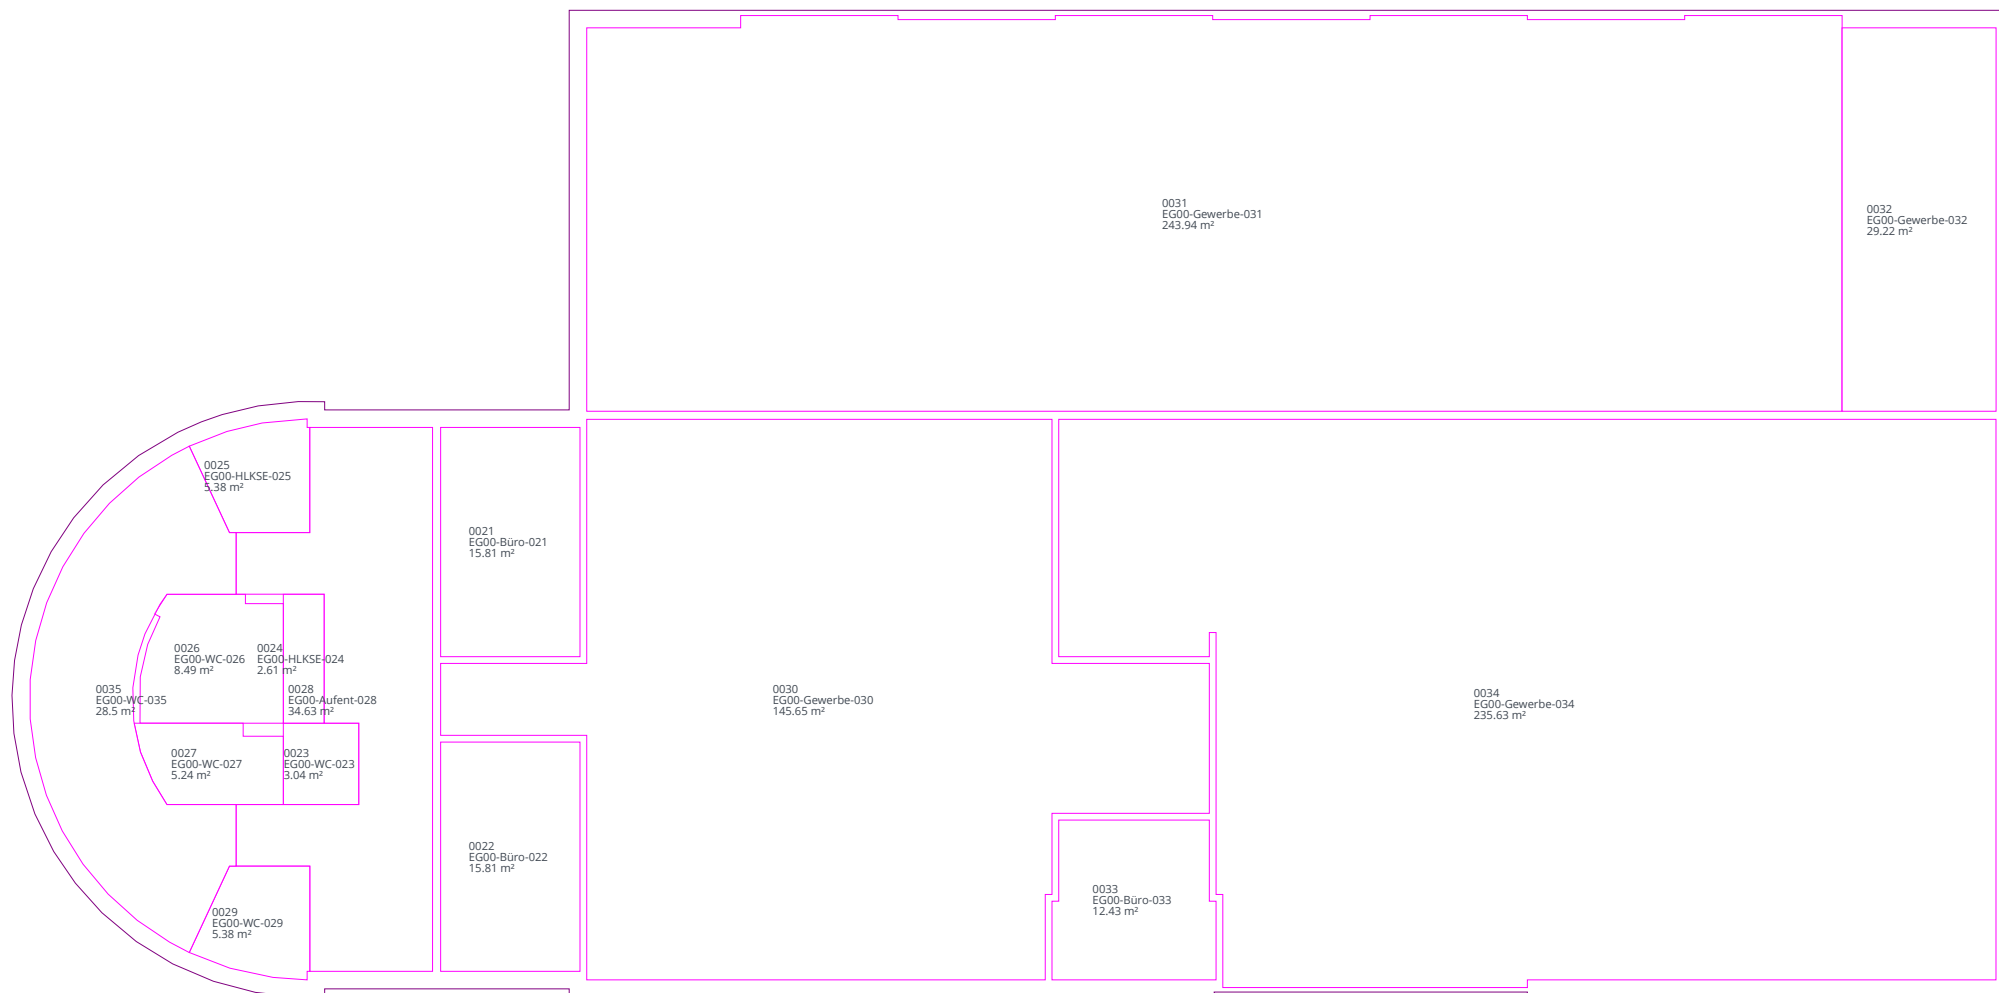 0031
EG00-Gewerbe-031
243.94 m²
0032
EG00-Gewerbe-032
29.22 m²
0025
EG00-HLKSE-025
5.38 m²
0021
EG00-Büro-021
15.81 m²
0026
EG00-WC-026
8.49 m²
0024
EG00-HLKSE-024
2.61 m²
0035
EG00-WC-035
28.5 m²
0028
EG00-Aufent-028
34.63 m²
0030
EG00-Gewerbe-030
145.65 m²
0034
EG00-Gewerbe-034
235.63 m²
0027
EG00-WC-027
5.24 m²
0023
EG00-WC-023
3.04 m²
0022
EG00-Büro-022
15.81 m²
0033
EG00-Büro-033
12.43 m²
0029
EG00-WC-029
5.38 m²